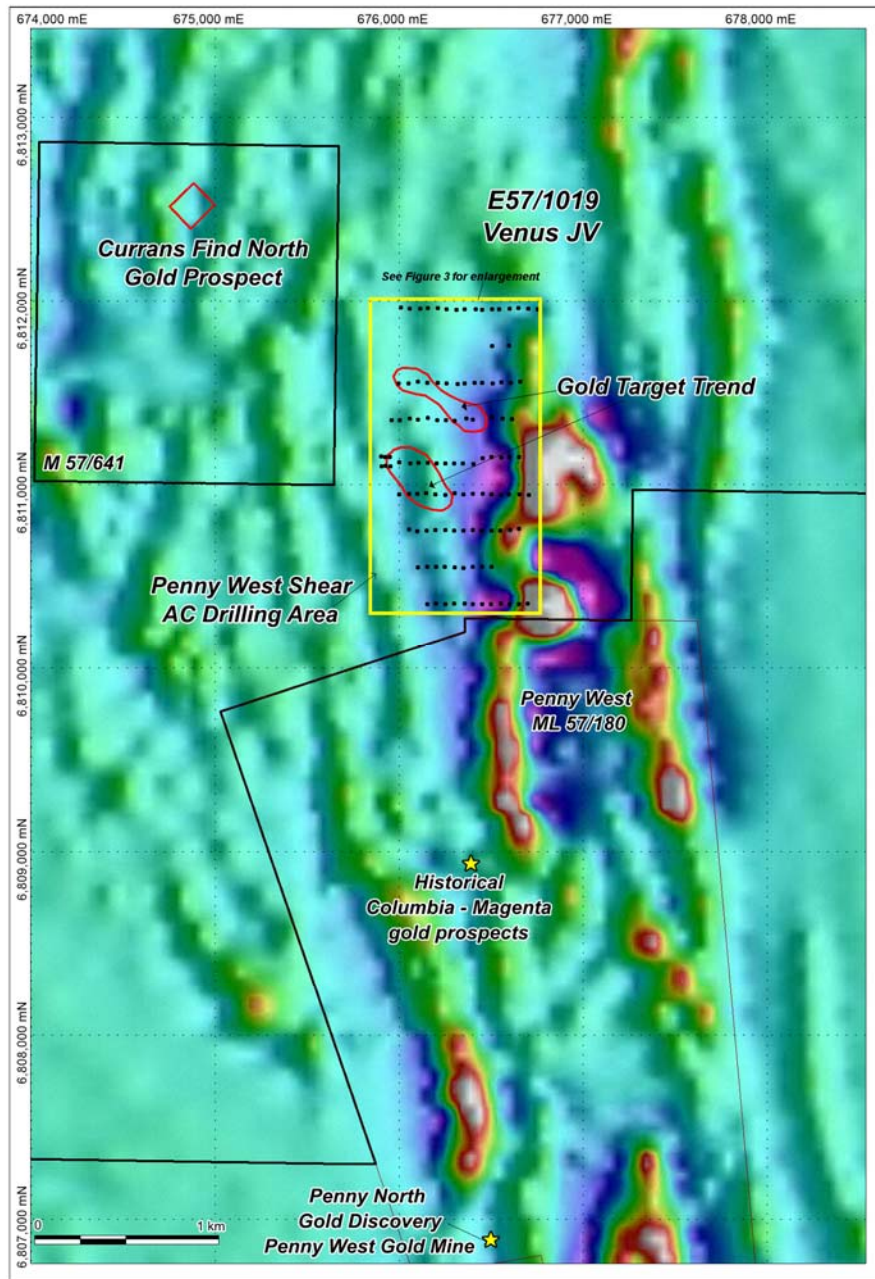 674,000 mE
675,000 mE
676,000 mE
677,000 mE
678,000 mE
6,813,000 mN
E57/1019
Venus JV
Currans Find North
Gold Prospect
See Figure 3 for enlargement
6,812,000 mN
Gold Target Trend
M 57/641
6,811,000 mN
Penny West Shear
AC Drilling Area
6,810,000 mN
Penny West
ML 57/180
6,809,000 mN
Historical
Columbia - Magenta
gold prospects
6,808,000 mN
Penny North
Gold Discovery
Penny West Gold Mine
6,807,000 mN
0 1 km